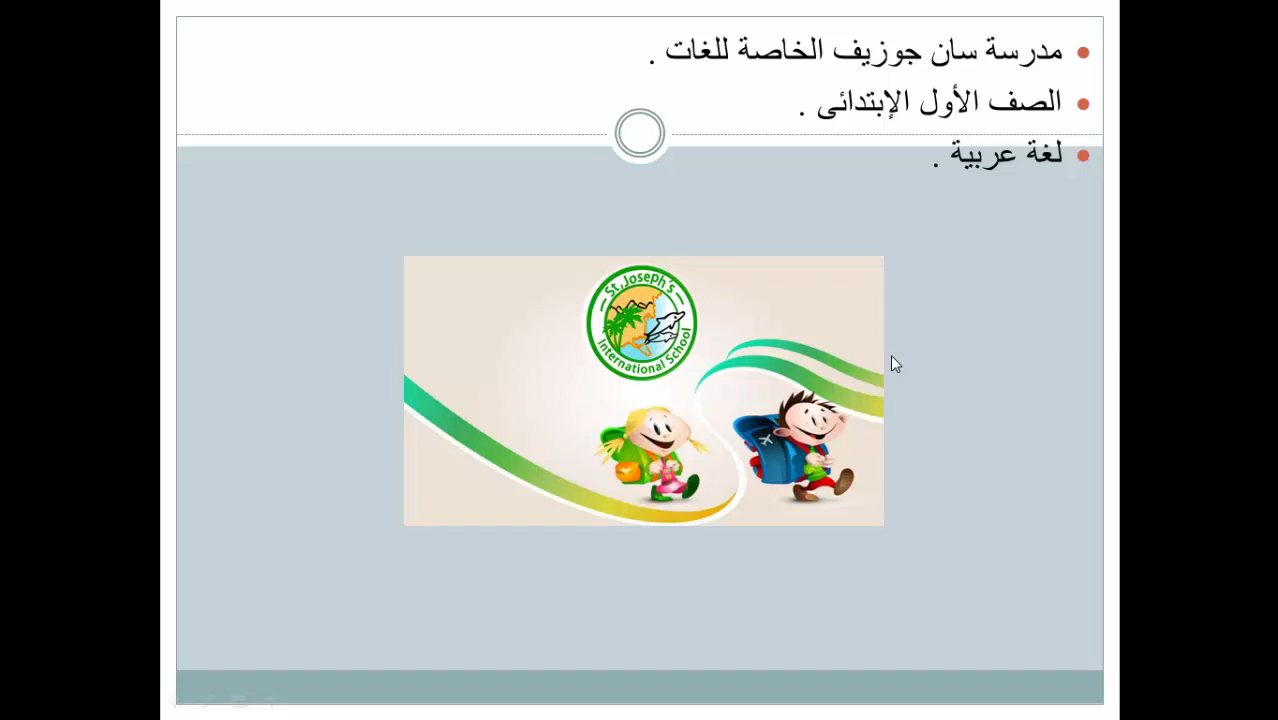 مدرسة سان جوزيف الخاصة للغات .
الصف الأول الإبتدائى .
لغة عربية .
St,Joseph's
International School